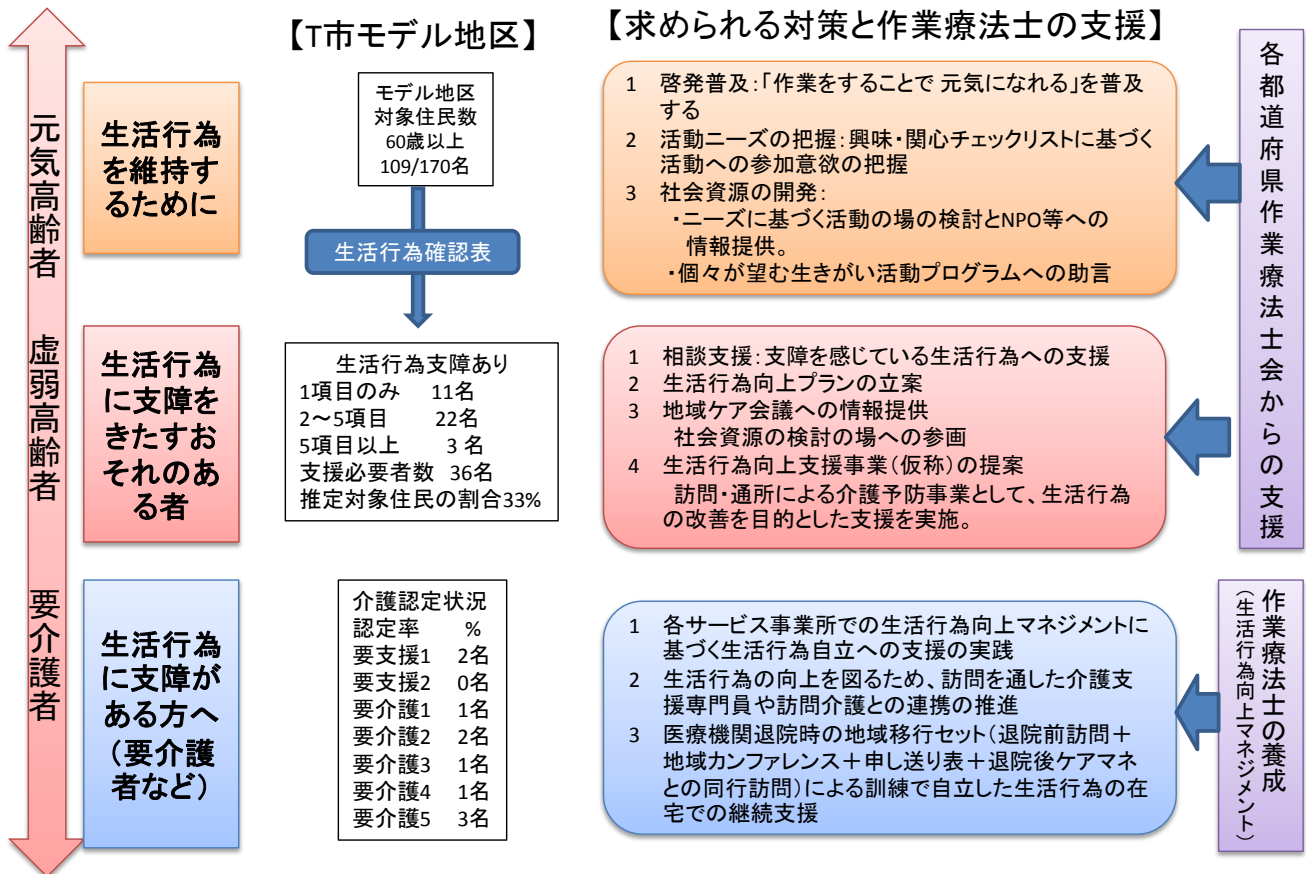 【T市モデル地区】
【求められる対策と作業療法士の支援】
元気高齢者
虚弱高齢者
要介護者
生活行為
を維持す
るために
モデル地区
対象住民数
60歳以上
109/170名
生活行為確認表
1 啓発普及:「作業をすることで 元気になれる」を普及
する
2 活動ニーズの把握:興味・関心チェックリストに基づく
活動への参加意欲の把握
3 社会資源の開発:
・ニーズに基づく活動の場の検討とNPO等への
情報提供。
・個々が望む生きがい活動プログラムへの助言
各都道府県作業療法士会からの支援
生活行為
に支障を
きたすお
それのあ
る者
生活行為支障あり
1項目のみ 11名
2~5項目 22名
5項目以上 3 名
支援必要者数 36名
推定対象住民の割合33%
1 相談支援:支障を感じている生活行為への支援
2 生活行為向上プランの立案
3 地域ケア会議への情報提供
社会資源の検討の場への参画
4 生活行為向上支援事業(仮称)の提案
訪問・通所による介護予防事業として、生活行為
の改善を目的とした支援を実施。
生活行為
に支障が
ある方へ
(要介護
者など)
介護認定状況
認定率 %
要支援1 2名
要支援2 0名
要介護1 1名
要介護2 2名
要介護3 1名
要介護4 1名
要介護5 3名
1 各サービス事業所での生活行為向上マネジメントに
基づく生活行為自立への支援の実践
2 生活行為の向上を図るため、訪問を通した介護支
援専門員や訪問介護との連携の推進
3 医療機関退院時の地域移行セット(退院前訪問+
地域カンファレンス+申し送り表+退院後ケアマネ
との同行訪問)による訓練で自立した生活行為の在
宅での継続支援
作業療法士の養成
(生活行為向上マネジメント)